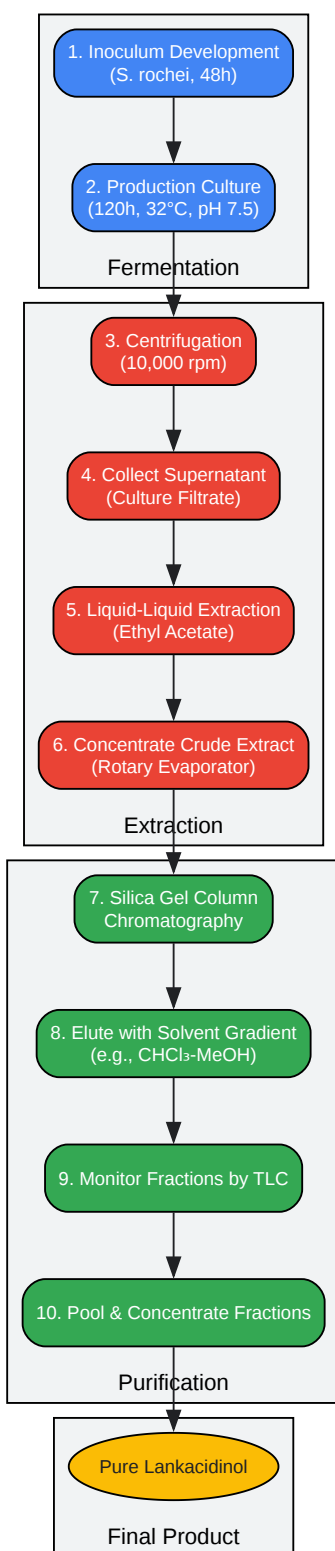 1. Inoculum Development
(S. rochei, 48h)
2. Production Culture
(120h, 32°C, pH 7.5)
Fermentation
3. Centrifugation
(10,000 rpm)
4. Collect Supernatant
(Culture Filtrate)
5. Liquid-Liquid Extraction
(Ethyl Acetate)
6. Concentrate Crude Extract
(Rotary Evaporator)
Extraction
7. Silica Gel Column
Chromatography
8. Elute with Solvent Gradient
(e.g., CHCl₃-MeOH)
9. Monitor Fractions by TLC
10. Pool & Concentrate Fractions
Purification
Pure Lankacidinol
Final Product